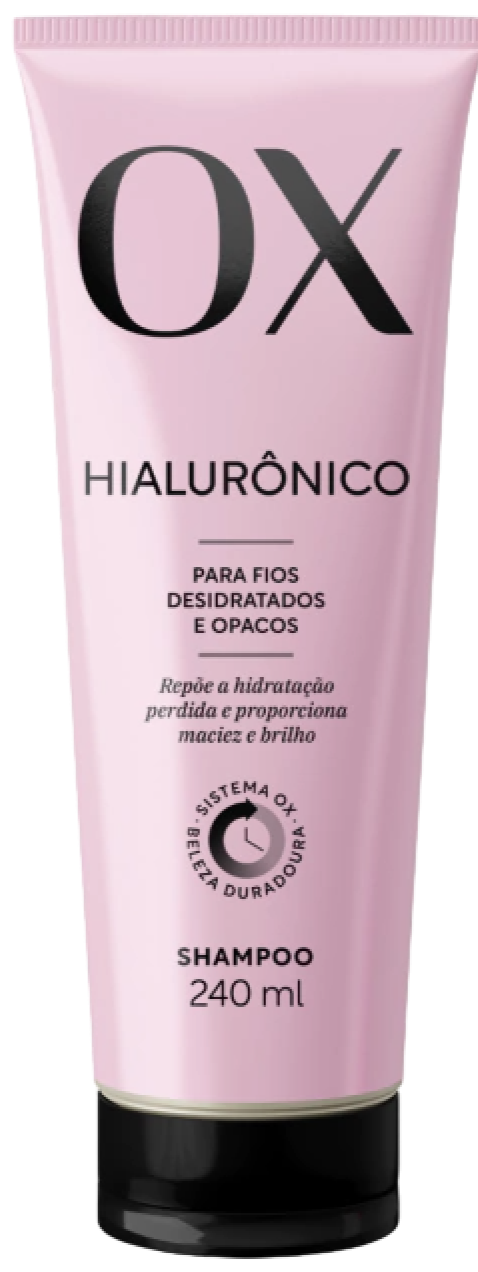 OX
HIALURÔNICO
PARA FIOS
DESIDRATADOS
E OPACOS
Repõe a hidratação
perdida e proporciona
maciez e brilho
· SISTEMA OX ·
BELEZA DURADOURA
SHAMPOO
240 ml